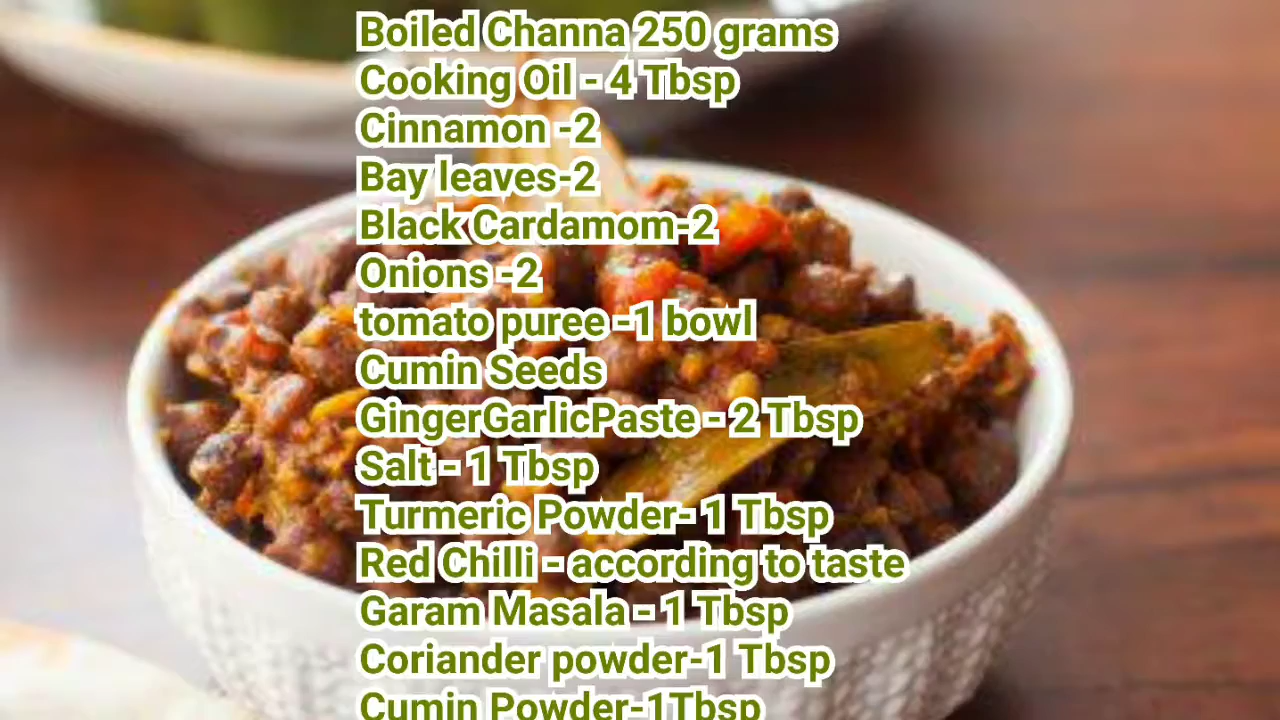 Boiled Channa 250 grams
Cooking Oil - 4 Tbsp
Cinnamon -2
Bay leaves-2
Black Cardamom-2
Onions -2
tomato puree -1 bowl
Cumin Seeds
GingerGarlicPaste - 2 Tbsp
Salt - 1 Tbsp
Turmeric Powder- 1 Tbsp
Red Chilli - according to taste
Garam Masala - 1 Tbsp
Coriander powder-1 Tbsp
Cumin Powder-1Tbsp